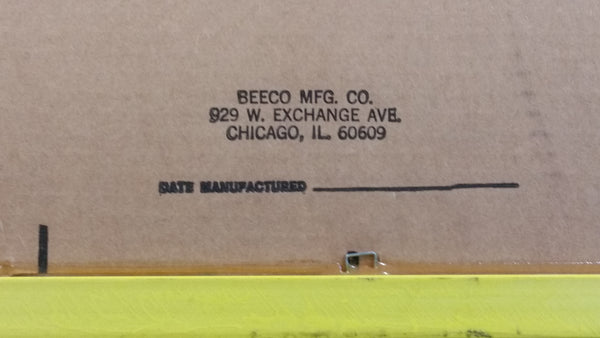 BEECO MFG. CO.
929 W. EXCHANGE AVE.
CHICAGO, IL. 60609
DATE MANUFACTURED